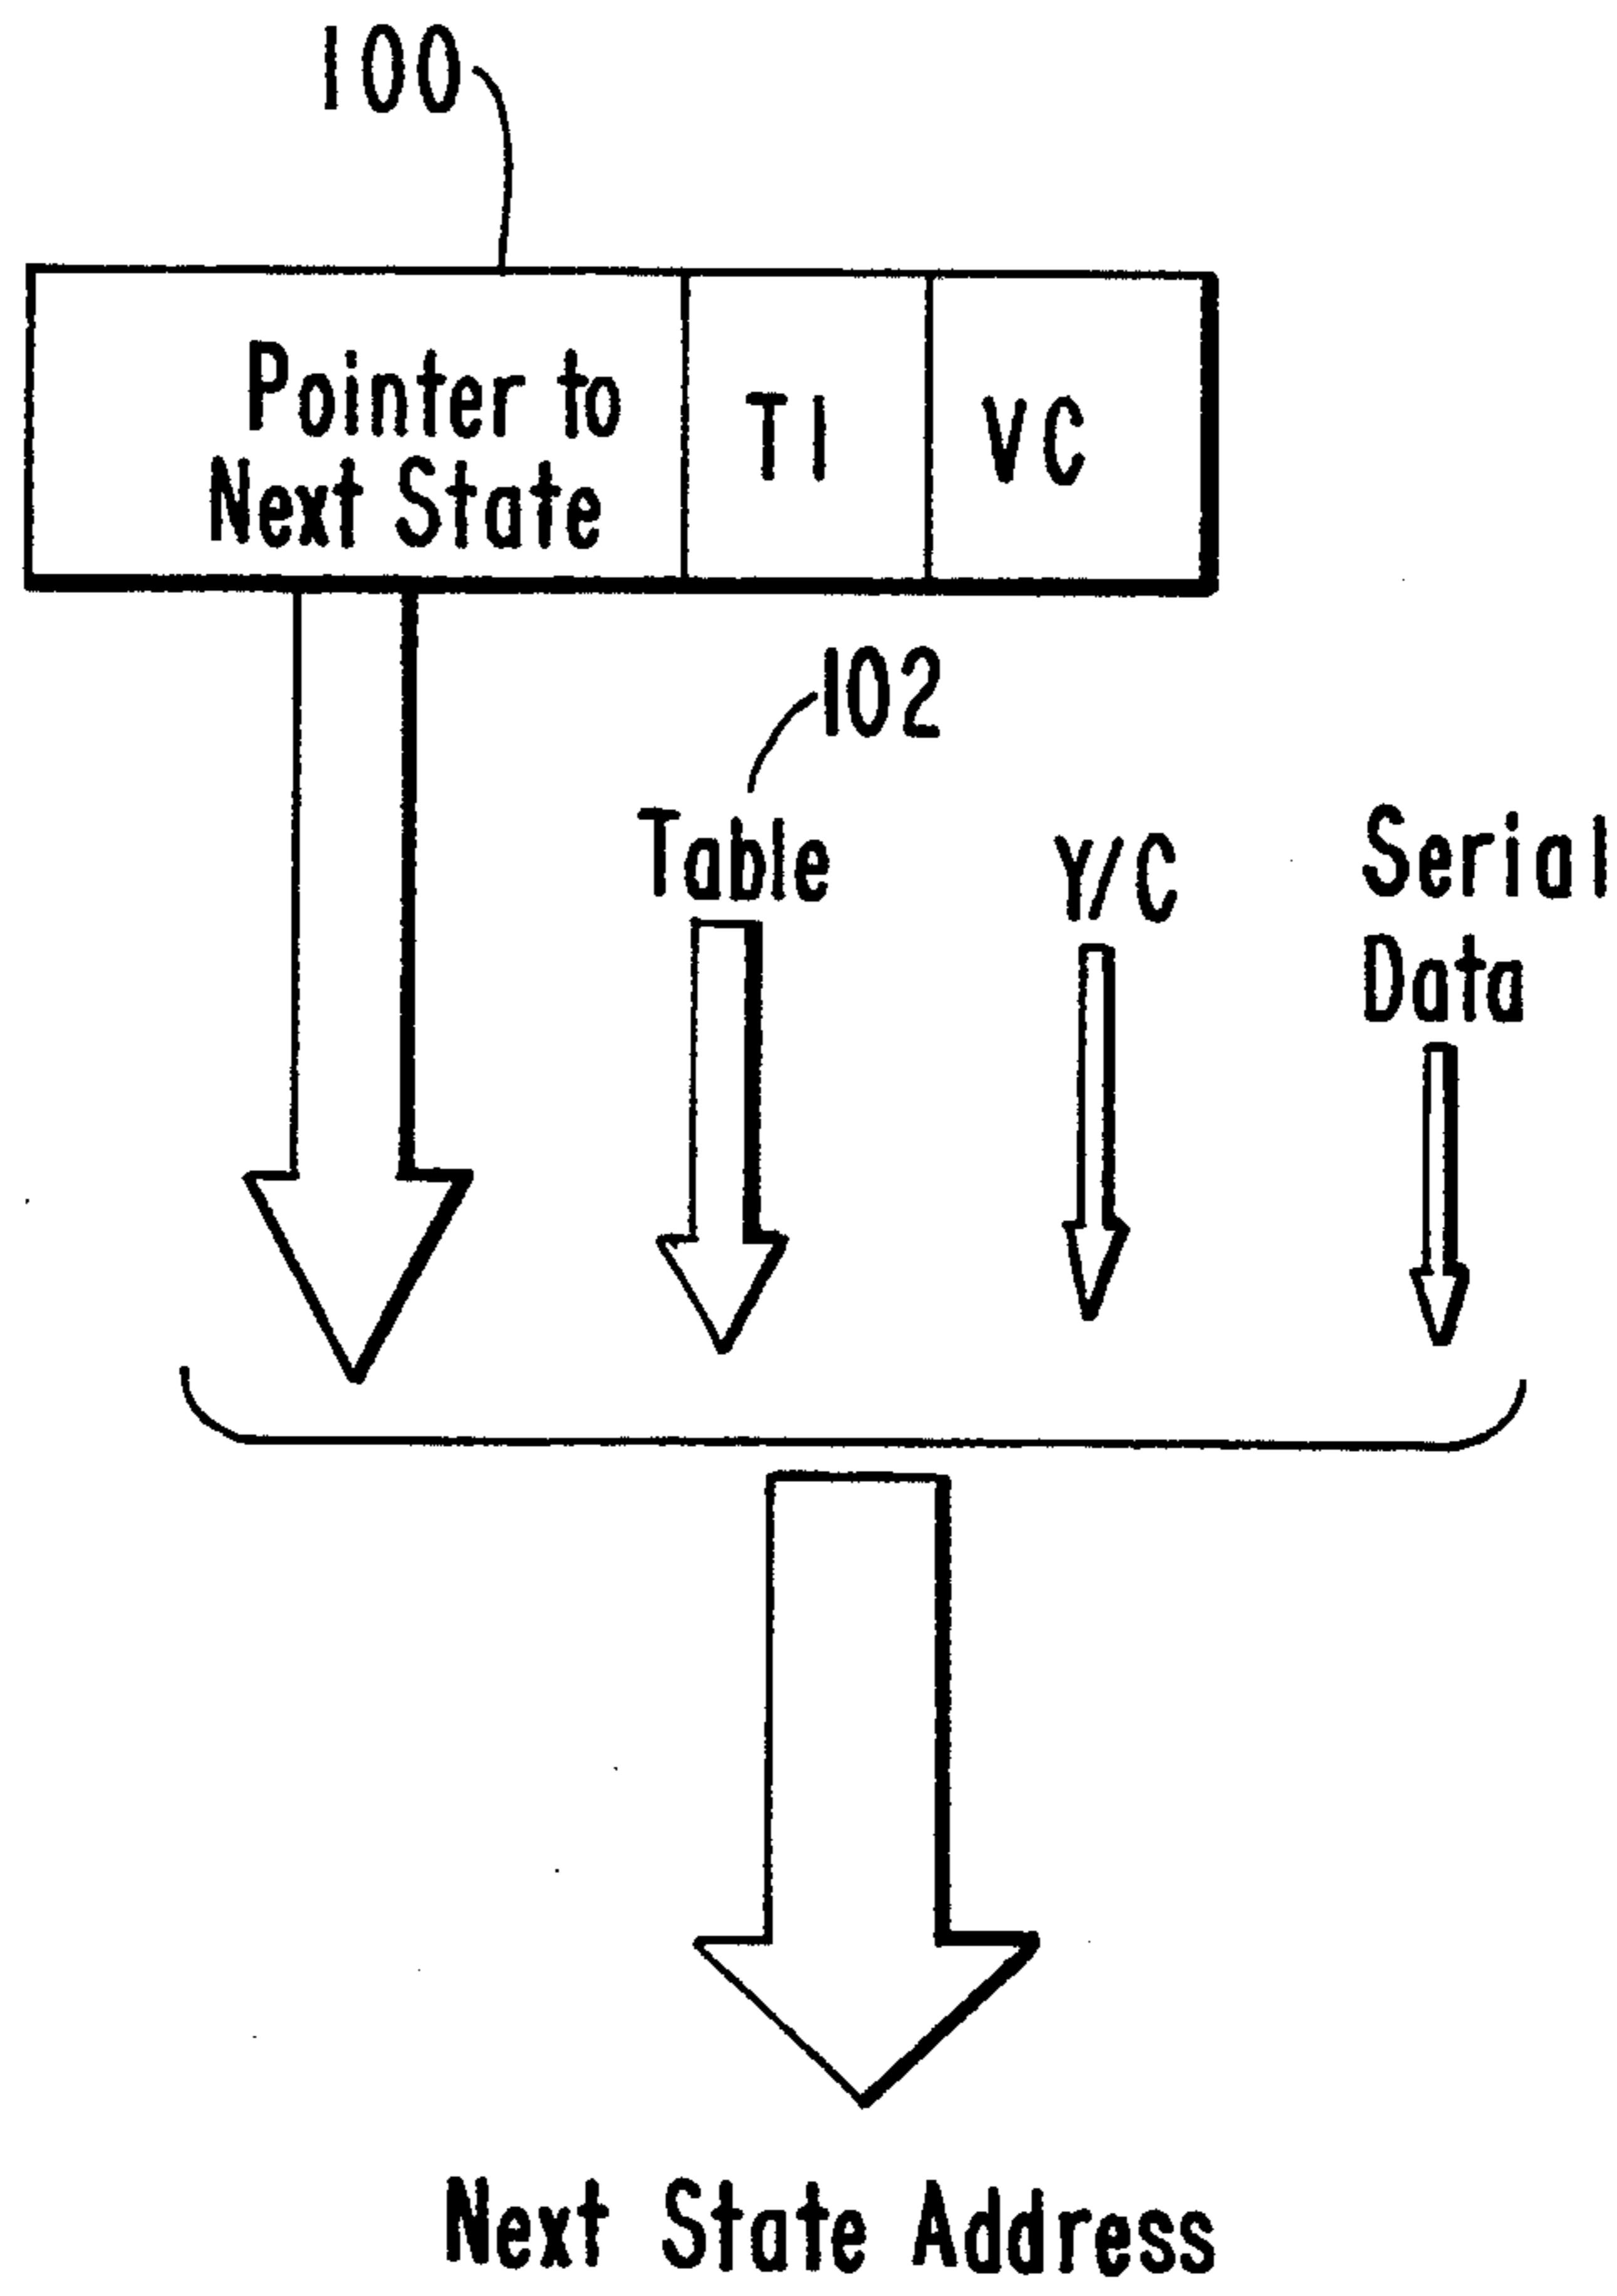 100
Pointer to
Next State
TI
VC
102
Table
Y/C
Serial
Data
Next State Address